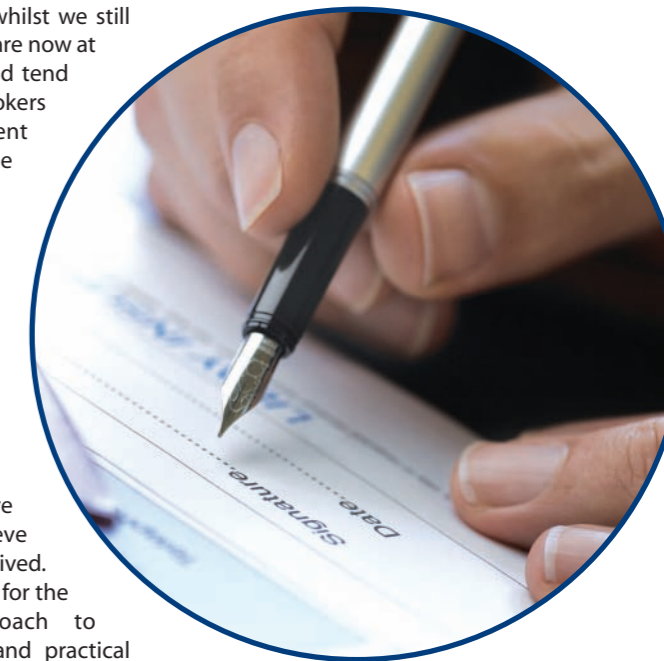 whilst we still
are now at
d tend
okers
ent
e
re
eve
ived.
for the
oach to
and practical
Signature
Date